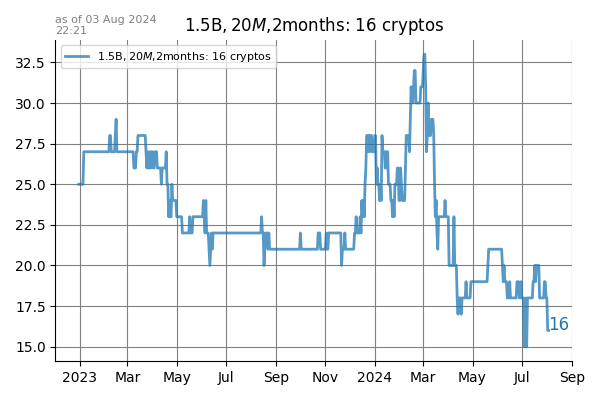 as of 03 Aug 2024
22:21
1.5B, 20M,2months: 16 cryptos
1.5B, 20M,2months: 16 cryptos
32.5
30.0
27.5
25.0
22.5
20.0
17.5
15.0
16
2023 Mar May Jul Sep Nov 2024 Mar May Jul Sep